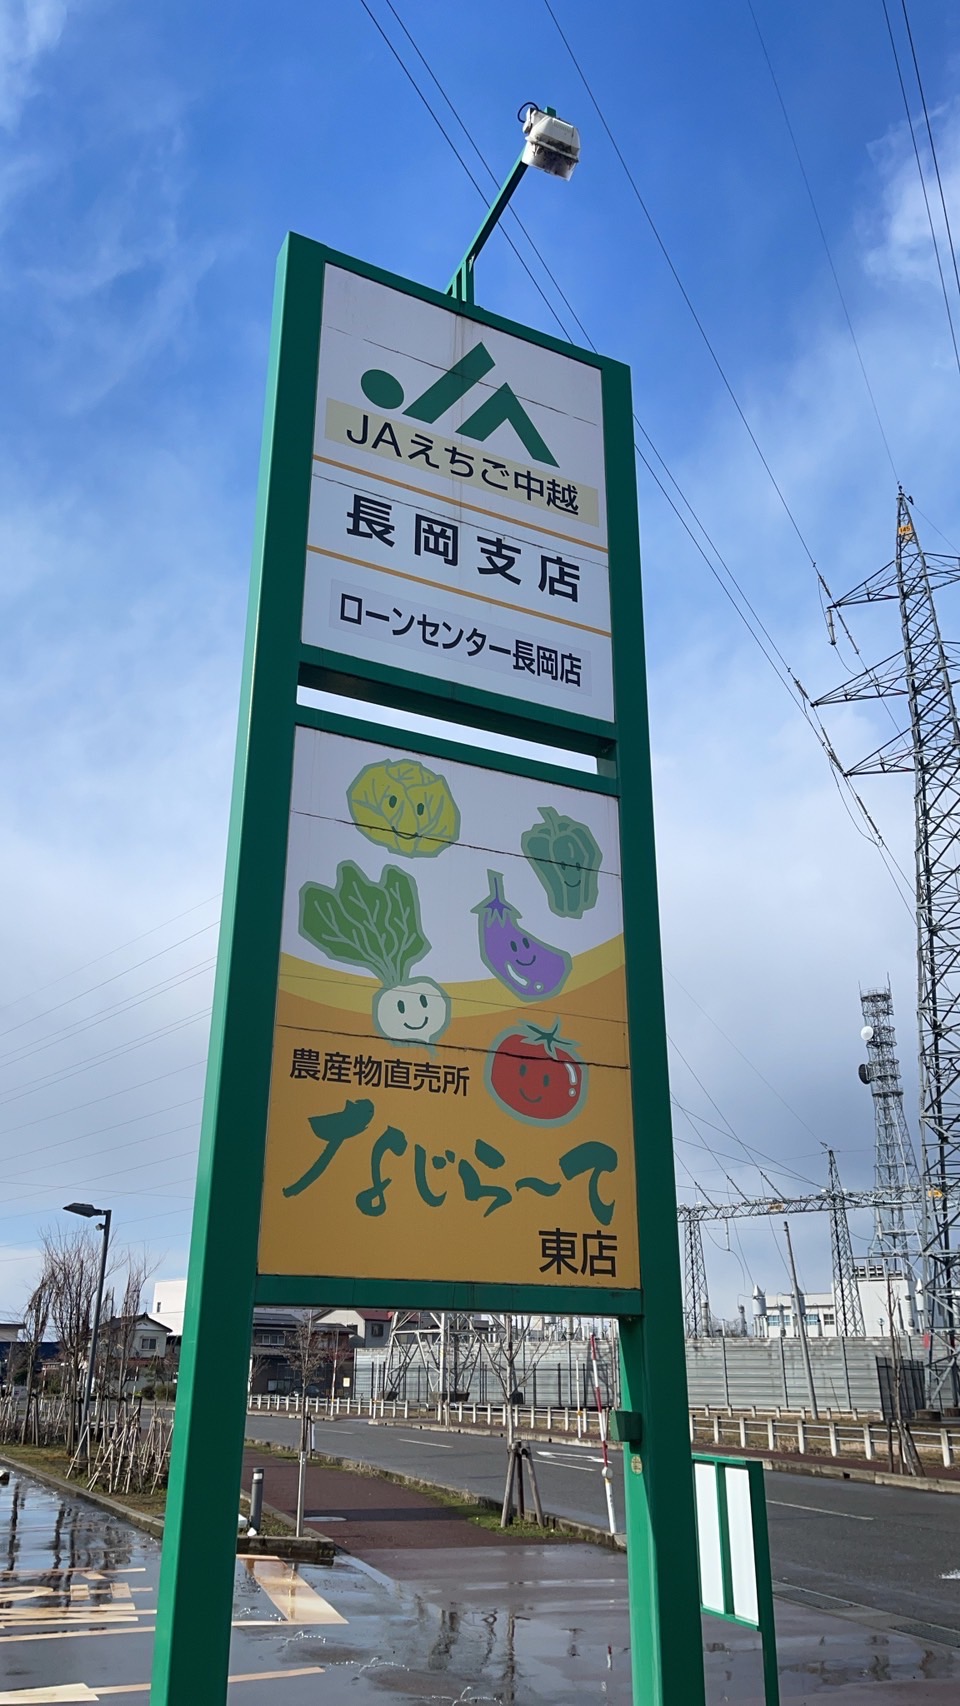 JA
JAえちご中越
長岡支店
ローンセンター長岡店
農産物直売所
なじら〜て
東店